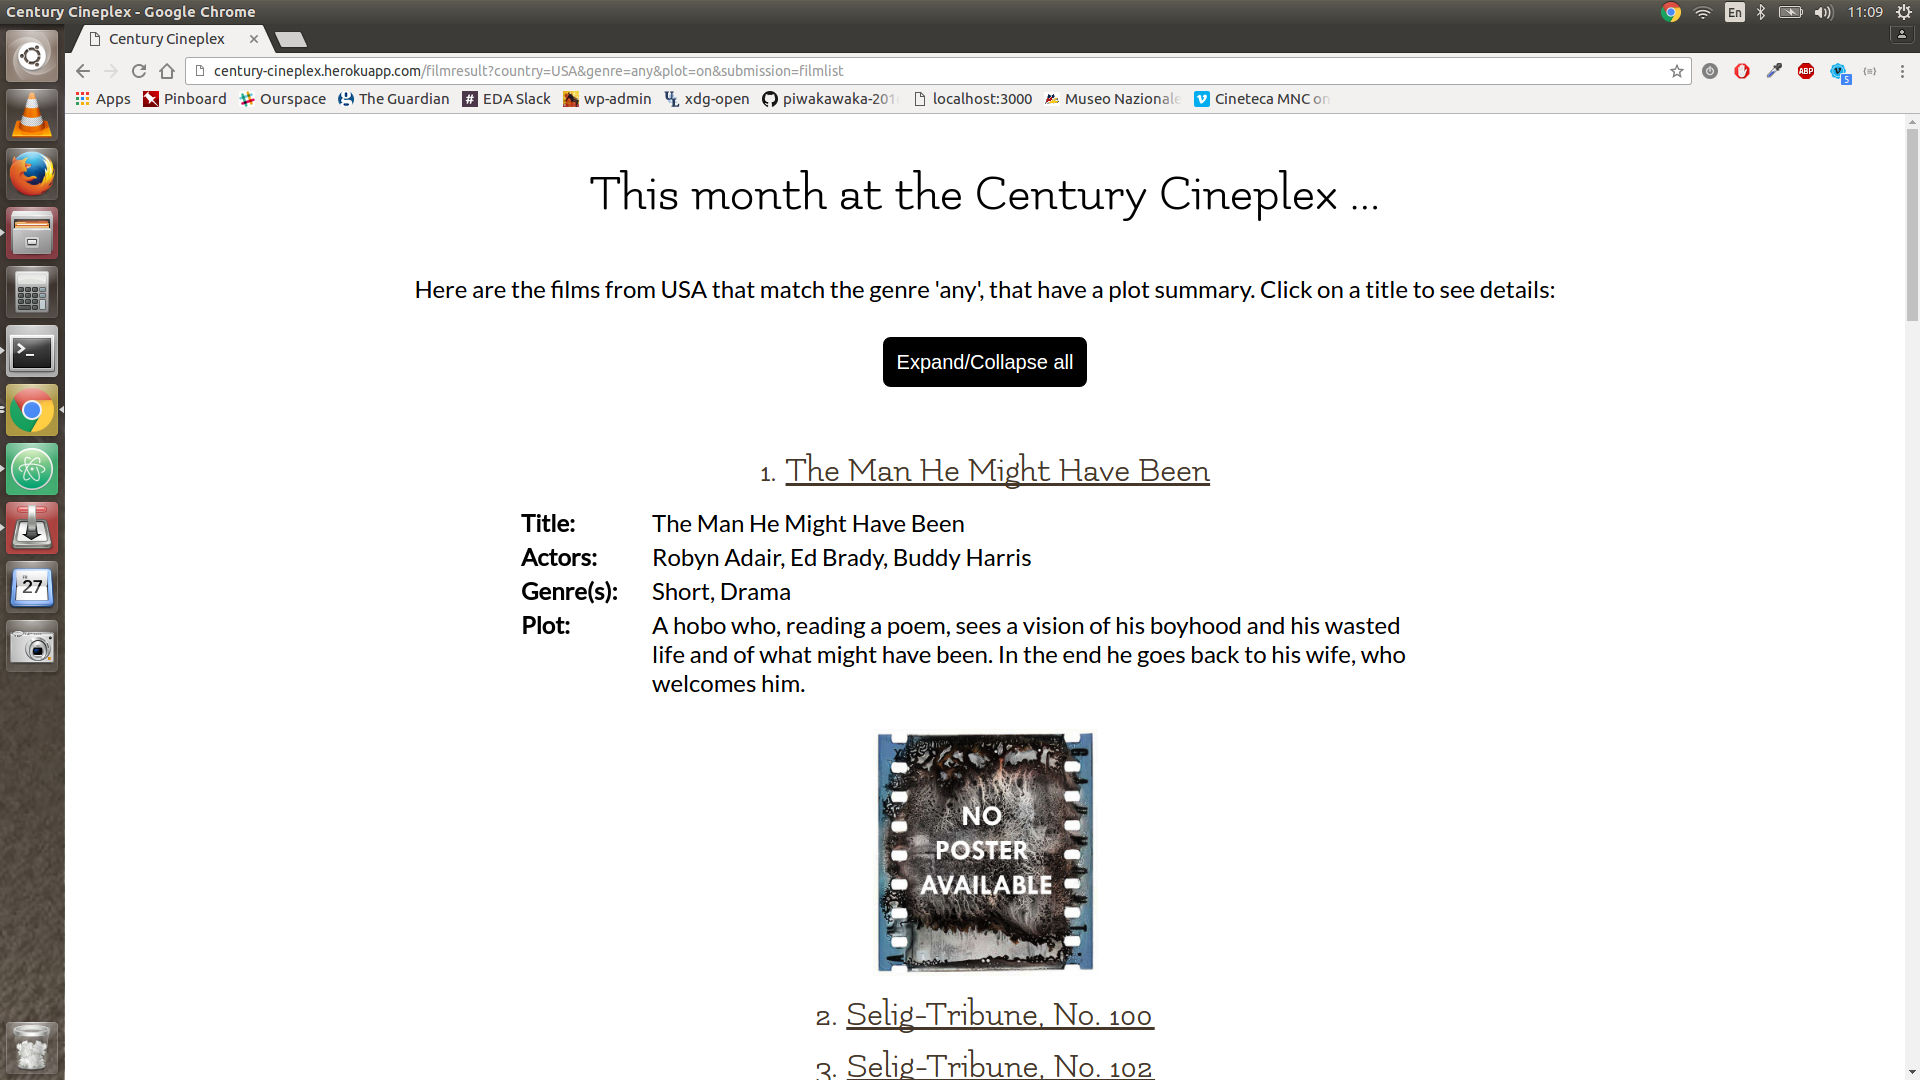 Century Cineplex - Google Chrome
En
11:09
Century Cineplex
century-cineplex.herokuapp.com/filmresult?country=USA&genre=any&plot=on&submission=filmlist
ABP
5
Apps
Pinboard
Ourspace
The Guardian
EDA Slack
wp-admin
xdg-open
piwakawaka-201
localhost:3000
Museo Nazionale
Cineteca MNC on
This month at the Century Cineplex ...
Here are the films from USA that match the genre 'any', that have a plot summary. Click on a title to see details:
Expand/Collapse all
1. The Man He Might Have Been
Title: The Man He Might Have Been
Actors: Robyn Adair, Ed Brady, Buddy Harris
Genre(s): Short, Drama
Plot: A hobo who, reading a poem, sees a vision of his boyhood and his wasted
life and of what might have been. In the end he goes back to his wife, who
welcomes him.
27
NO
POSTER
AVAILABLE
2. Selig-Tribune, No. 100
3. Selig-Tribune, No. 102